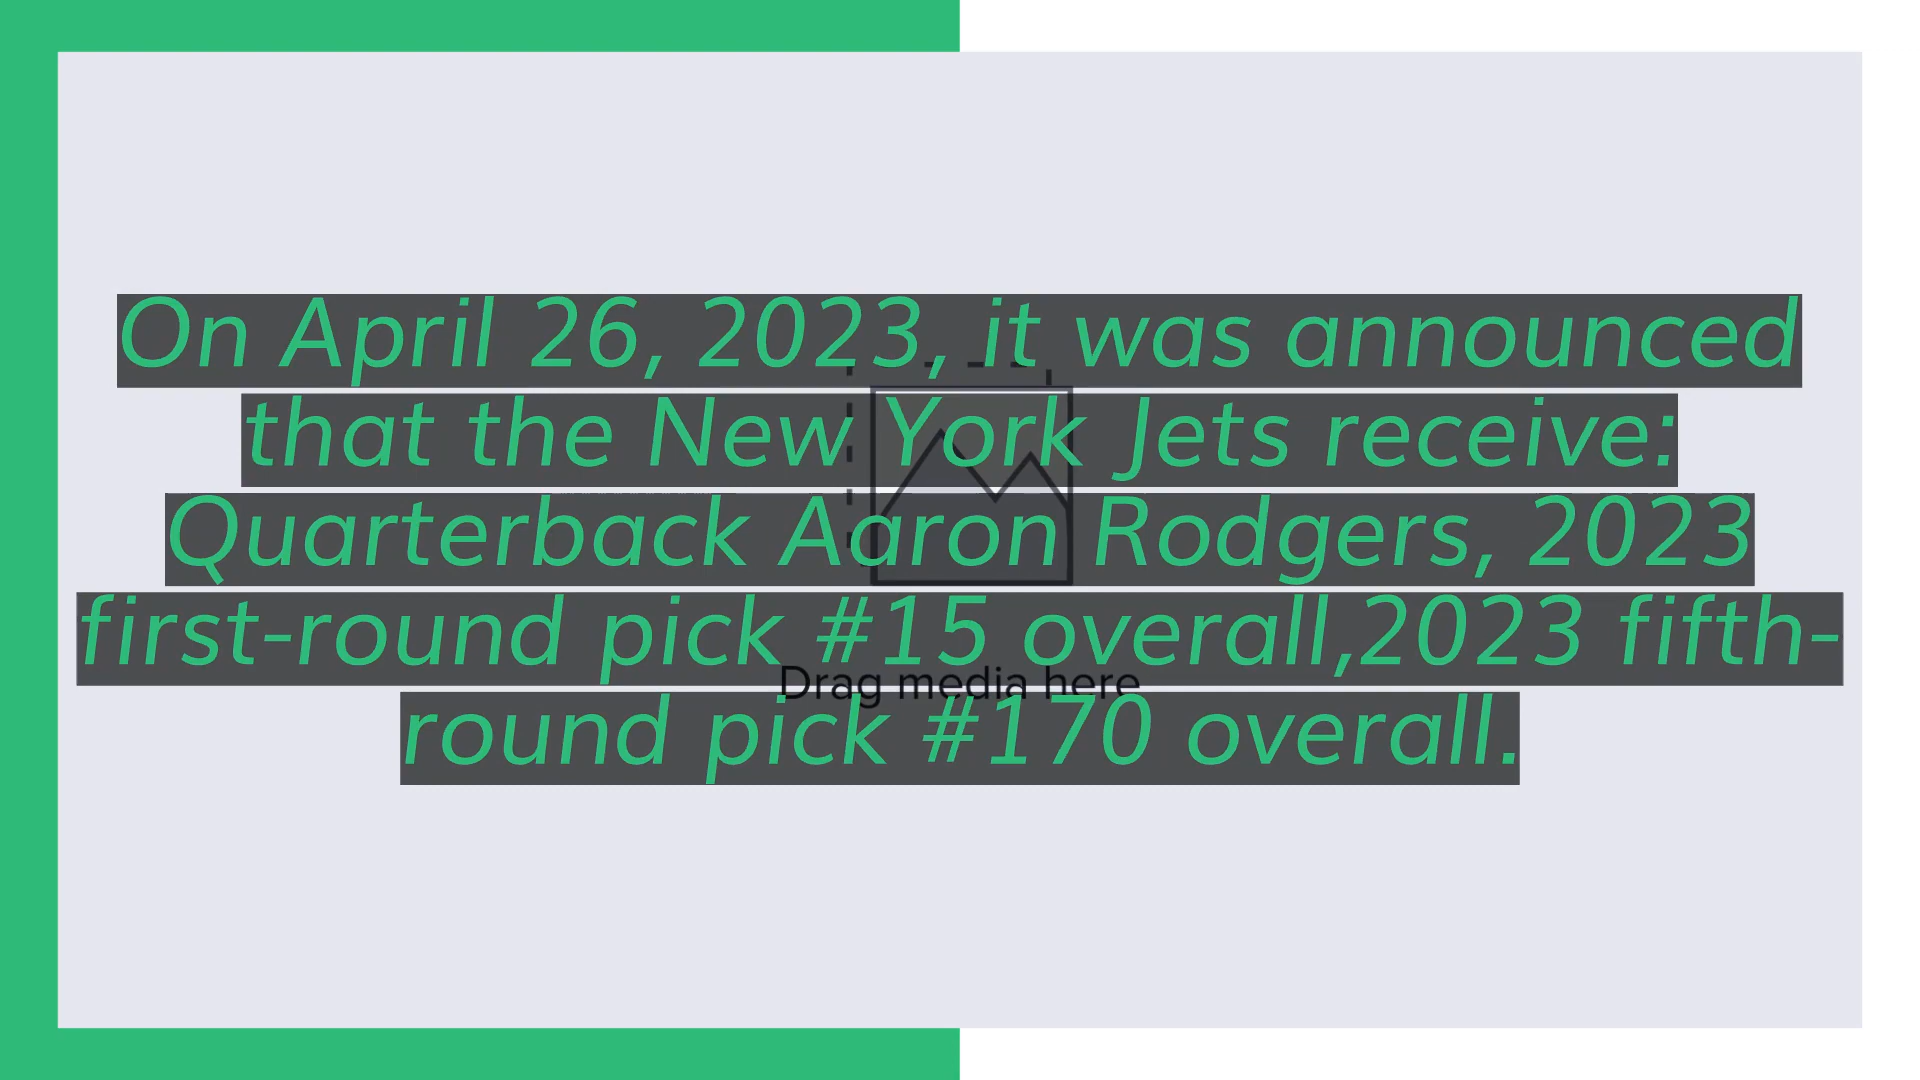 On April 26, 2023, it was announced
that the New York Jets receive:
Quarterback Aaron Rodgers, 2023
first-round pick #15 overall,2023 fifth-
Drag media here
round pick #170 overall.